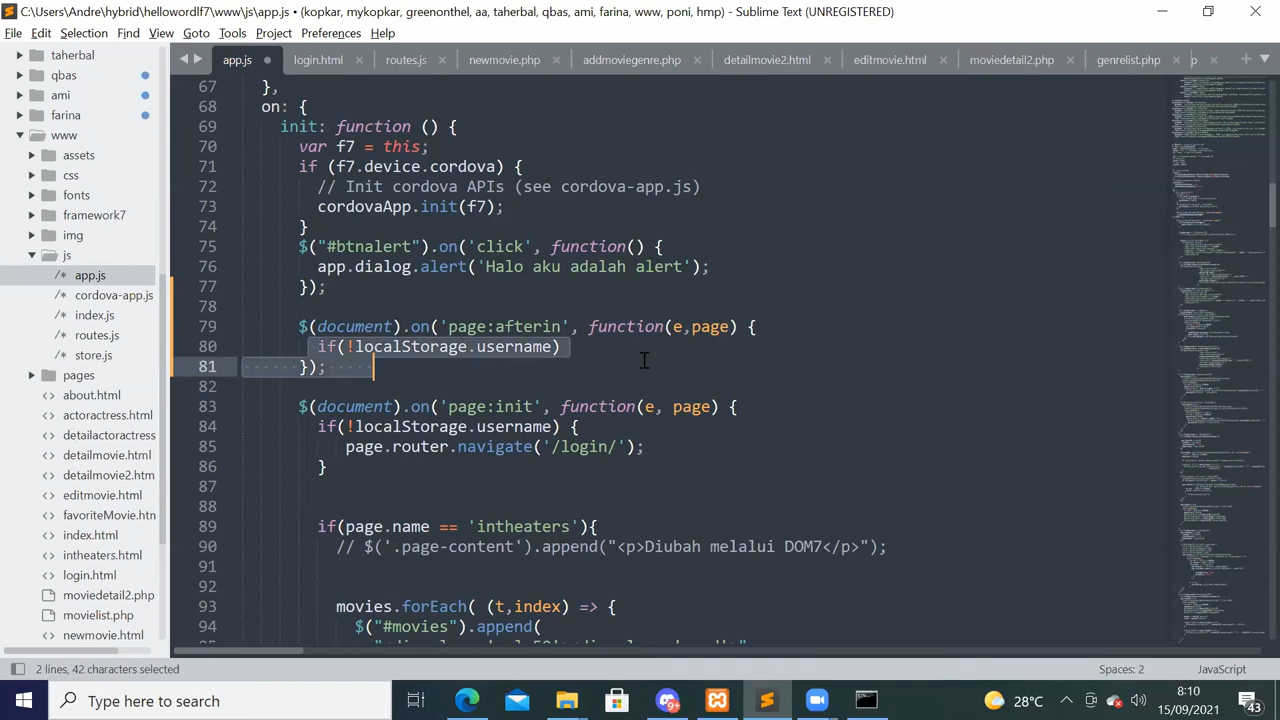 C:\Users\Andre\hybrid\hellowordlf7\www\js\app.js • (kopkar, mykopkar, greenmthel, aa, taherbal, qbas, ami, farina, www, poni, hmp) - Sublime Text (UNREGISTERED)
File Edit Selection Find View Goto Tools Project Preferences Help
app.js login.html routes.js newmovie.php addmoviegenre.php detailmovie2.html editmovie.html moviedetail2.php genrelist.php p
taherbal
qbas
ami
farina
www
assets
css
fonts
framework7
img
js
app.js
cordova-app.js
index.js
routes.js
store.js
about.html
actoractress.html
detailactoractress
detailmovie.html
detailmovie2.htm
editmovie.html
index.html
intheaters.html
login.html
moviedetail2.php
movielist.php
newmovie.html
67 },
68 on: {
69 init: function () {
70 var f7 = this;
71 if (f7.device.cordova) {
72 // Init cordova APIs (see cordova-app.js)
73 cordovaApp.init(f7);
74 }
75 $("#btnalert").on('click', function() {
76 app.dialog.alert( aku adalah alert');
77 });
78
79 $(document).on('page:afterin', function(e,page) {
80 if(!localStorage.username)
81 });
82
83 $(document).on('page: function(e, page) {
84 if(!localStorage.username)
85 page.router.navigate('/login/');
86 }
87
88
89 if(page.name == 'intheaters'){
90 // $('.page-content').append("<p>Diubah melalui DOM7</p>");
91
92
93 movies.forEach((t,index) => {
94 $("#movies").append(
95
2 lines, 42 characters selected
Spaces: 2
JavaScript
Type here to search
28°C
8:10
15/09/2021
43